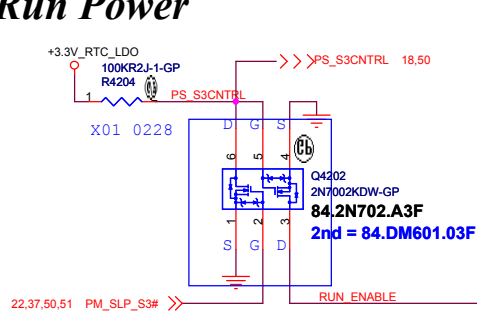 Run Power
+3.3V_RTC_LDO
100KR2J-1-GP
R4204
1
PS_S3CNTRL
PS_S3CNTRL 18,50
X01 0228
D G S
6 5 4
Q4202
2N7002KDW-GP
84.2N702.A3F
2nd = 84.DM601.03F
1 2 3
S G D
22,37,50,51 PM_SLP_S3#
RUN_ENABLE